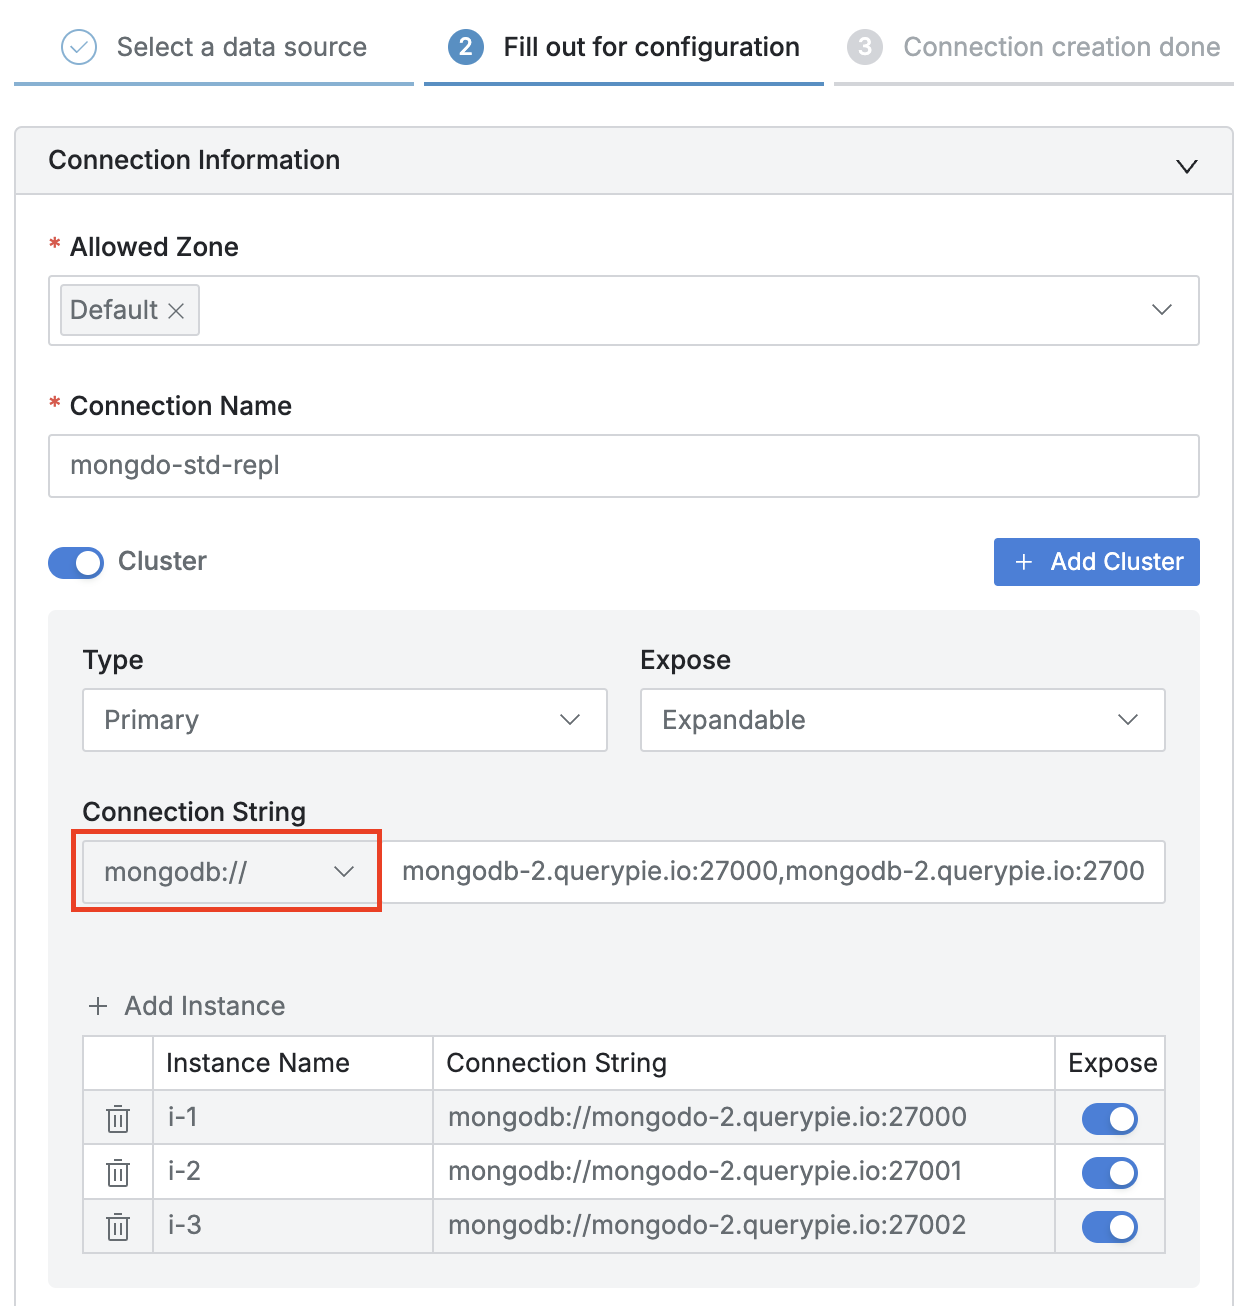 Select a data source
2 Fill out for configuration
3 Connection creation done
Connection Information
* Allowed Zone
Default
* Connection Name
mongdo-std-repl
Cluster
+ Add Cluster
Type
Expose
Primary
Expandable
Connection String
mongodb://
mongodb-2.querypie.io:27000,mongodb-2.querypie.io:2700
+ Add Instance
Instance Name Connection String Expose
i-1 mongodb://mongodo-2.querypie.io:27000
i-2 mongodb://mongodo-2.querypie.io:27001
i-3 mongodb://mongodo-2.querypie.io:27002